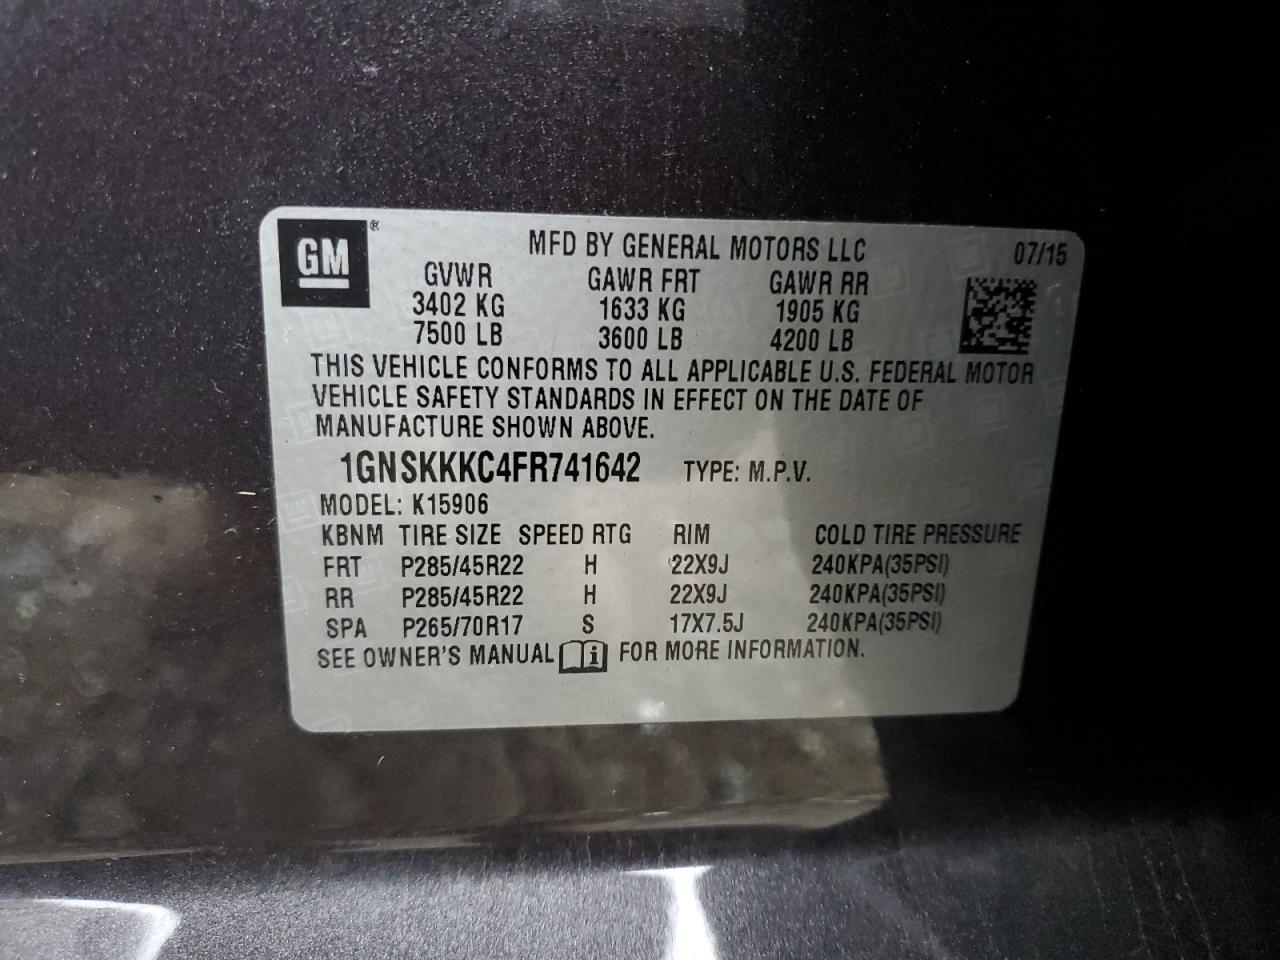 GM ® MFD BY GENERAL MOTORS LLC 07/15
GVWR GAWR FRT GAWR RR
3402 KG 1633 KG 1905 KG
7500 LB 3600 LB 4200 LB
THIS VEHICLE CONFORMS TO ALL APPLICABLE U.S. FEDERAL MOTOR
VEHICLE SAFETY STANDARDS IN EFFECT ON THE DATE OF
MANUFACTURE SHOWN ABOVE.
1GNSKKKC4FR741642 TYPE: M.P.V.
MODEL: K15906
KBNM TIRE SIZE SPEED RTG RIM COLD TIRE PRESSURE
FRT P285/45R22 H 22X9J 240KPA(35PSI)
RR P285/45R22 H 22X9J 240KPA(35PSI)
SPA P265/70R17 S 17X7.5J 240KPA(35PSI)
SEE OWNER'S MANUAL i FOR MORE INFORMATION.